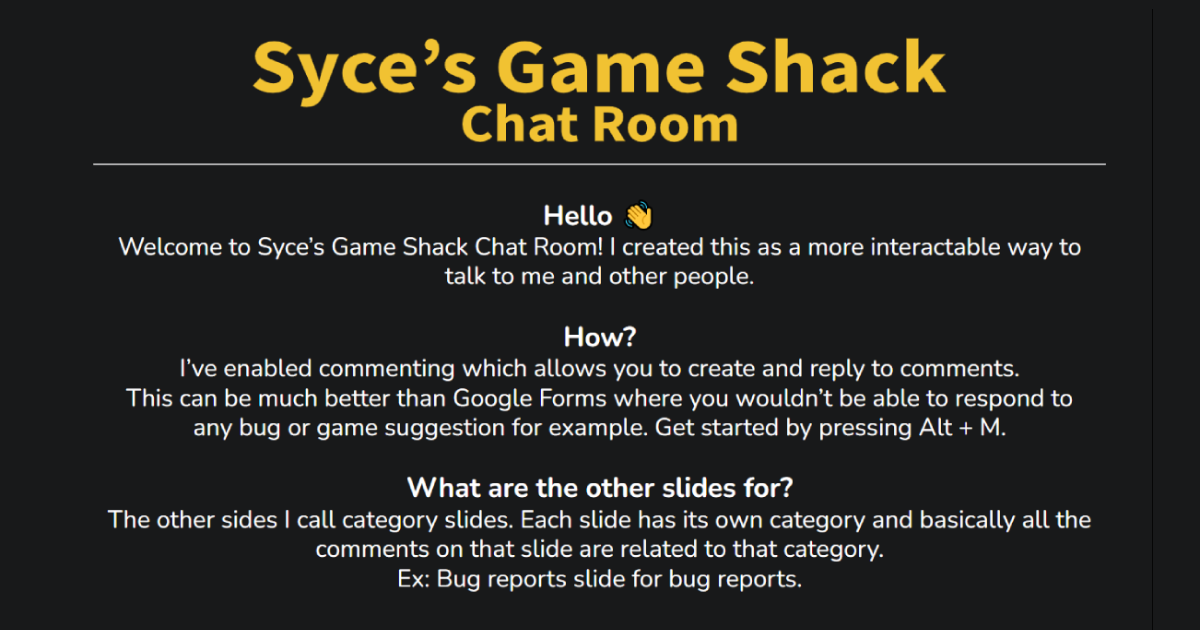 Syce’s Game Shack
Chat Room
Hello 👋
Welcome to Syce’s Game Shack Chat Room! I created this as a more interactable way to
talk to me and other people.
How?
I’ve enabled commenting which allows you to create and reply to comments.
This can be much better than Google Forms where you wouldn’t be able to respond to
any bug or game suggestion for example. Get started by pressing Alt + M.
What are the other slides for?
The other sides I call category slides. Each slide has its own category and basically all the
comments on that slide are related to that category.
Ex: Bug reports slide for bug reports.